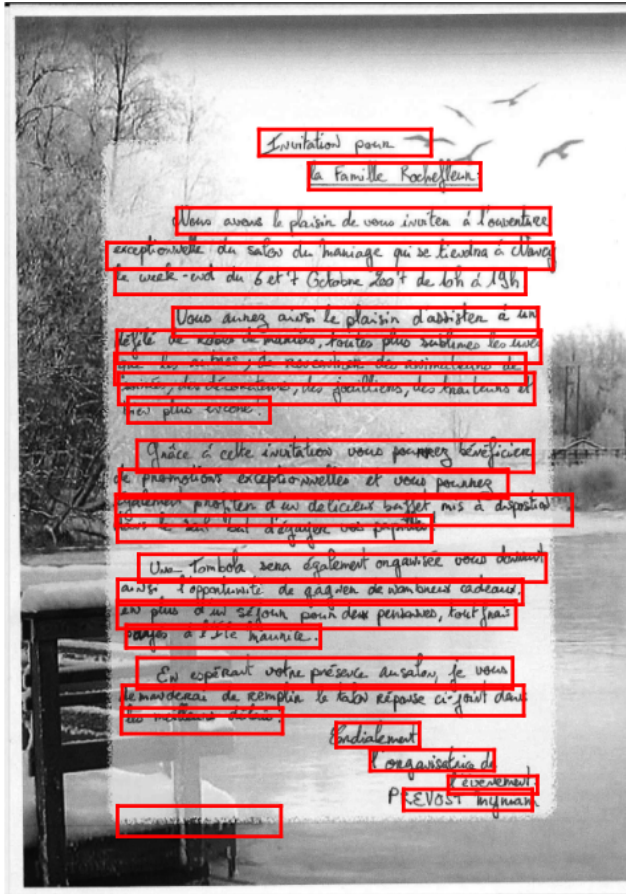 Invitation pour
la Famille Rochefleur.
Nous avons le plaisir de vous inviter à l'ouverture
exceptionnelle du salon du mariage qui se tiendra à Nancy
le week-end du 6 et 7 Octobre 2007 de 10h à 19h
Vous aurez ainsi le plaisir d'assister à un
défilé de robes de mariées, toutes plus sublimes les unes
que les autres, de rencontrer des animateurs de
soirées, des décorateurs, des joailliers, des traiteurs et
bien plus encore!
Grâce à cette invitation vous pourrez bénéficier
de promotions exceptionnelles et vous pourrez
également profiter d'un délicieux buffet mis à disposition
dans le seul but d'égayer vos papilles!
Une Tombola sera également organisée vous donnant
ainsi l'opportunité de gagner de nombreux cadeaux,
en plus d'un séjour pour deux personnes, tout frais
payés à l'île Maurice.
En espérant votre présence au salon, je vous
demanderai de remplir le talon réponse ci-joint dans
les meilleurs délais.
Cordialement
l'organisatrice de
l'évènement.
PREVOST Myriam